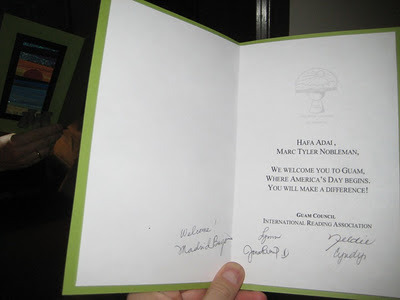 Hafa Adai,
Marc Tyler Nobleman,
We welcome you to Guam,
Where America's Day begins.
You will make a difference!
Guam Council
International Reading Association
Welcome!